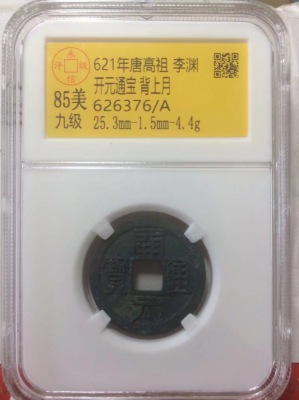 621年唐高祖 李渊
开元通宝 背上月
85美 626376/A
九级 25.3mm-1.5mm-4.4g
開
元
通
寳